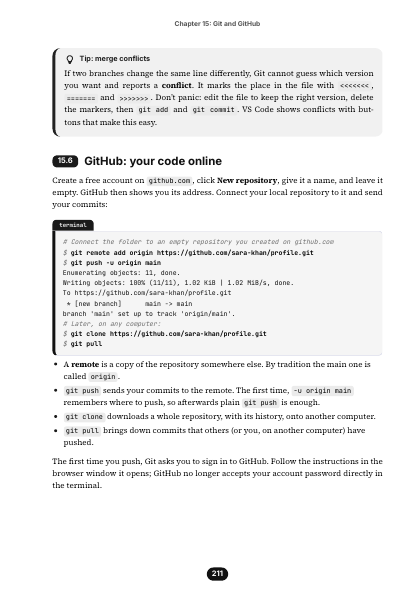 Chapter 15: Git and GitHub
Tip: merge conflicts
If two branches change the same line differently, Git cannot guess which version
you want and reports a conflict. It marks the place in the file with <<<<<<< ,
======= and >>>>>>> . Don't panic: edit the file to keep the right version, delete
the markers, then git add and git commit . VS Code shows conflicts with but-
tons that make this easy.
15.6 GitHub: your code online
Create a free account on github.com , click New repository, give it a name, and leave it
empty. GitHub then shows you its address. Connect your local repository to it and send
your commits:
terminal
# Connect the folder to an empty repository you created on github.com
$ git remote add origin https://github.com/sara-khan/profile.git
$ git push -u origin main
Enumerating objects: 11, done.
Writing objects: 100% (11/11), 1.02 KiB | 1.02 MiB/s, done.
To https://github.com/sara-khan/profile.git
* [new branch]      main -> main
branch 'main' set up to track 'origin/main'.
# Later, on any computer:
$ git clone https://github.com/sara-khan/profile.git
$ git pull
• A remote is a copy of the repository somewhere else. By tradition the main one is
called origin .
• git push sends your commits to the remote. The first time, -u origin main
remembers where to push, so afterwards plain git push is enough.
• git clone downloads a whole repository, with its history, onto another computer.
• git pull brings down commits that others (or you, on another computer) have
pushed.
The first time you push, Git asks you to sign in to GitHub. Follow the instructions in the
browser window it opens; GitHub no longer accepts your account password directly in
the terminal.
211